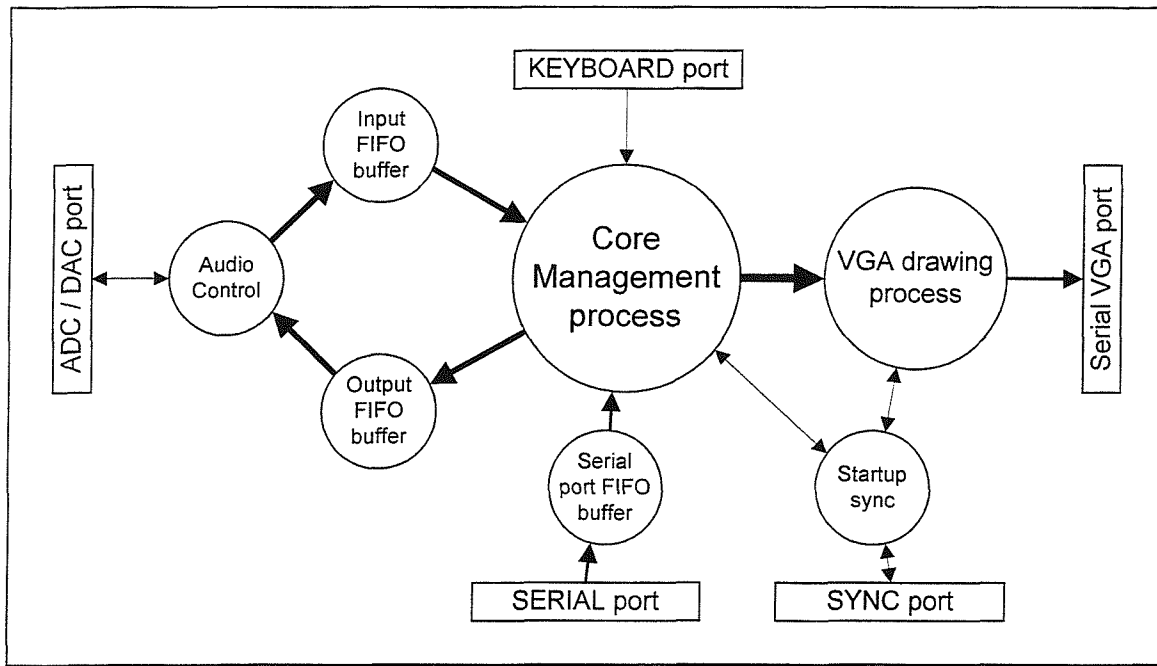 KEYBOARD port
Input
FIFO
buffer
ADC / DAC port
Audio
Control
Core
Management
process
VGA drawing
process
Serial VGA port
Output
FIFO
buffer
Serial
port FIFO
buffer
Startup
sync
SERIAL port
SYNC port